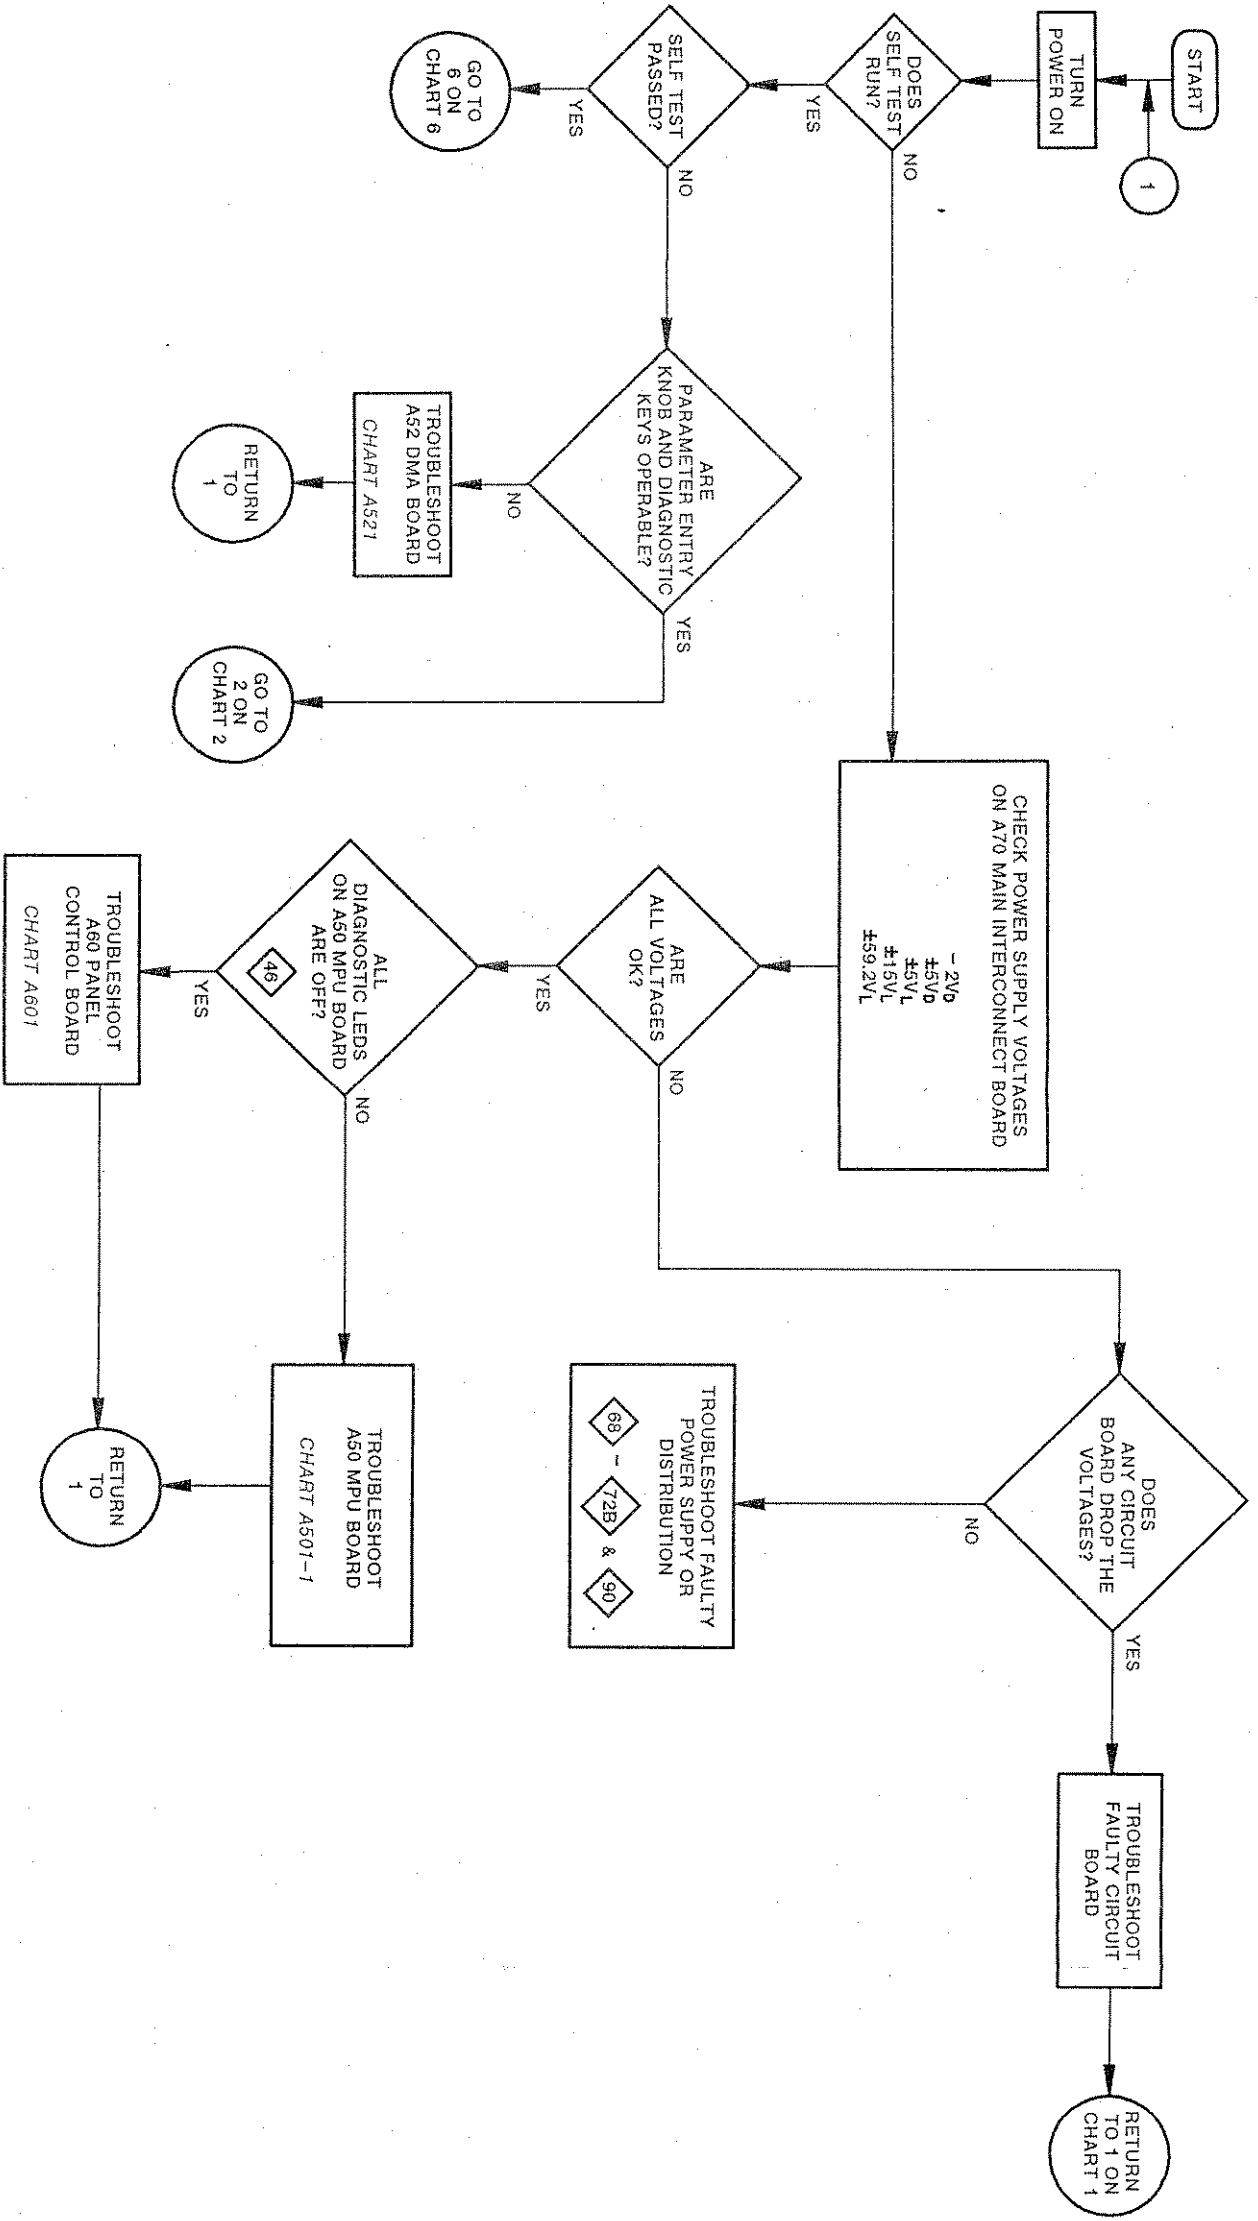 START
1
TURN
POWER ON
DOES
SELF TEST
RUN?
NO
YES
SELF TEST
PASSED?
NO
YES
GO TO
6 ON
CHART 6
ARE
PARAMETER ENTRY
KNOB AND DIAGNOSTIC
KEYS OPERABLE?
YES
NO
TROUBLESHOOT
A52 DMA BOARD
CHART A521
RETURN
TO
1
GO TO
2 ON
CHART 2
CHECK POWER SUPPLY VOLTAGES
ON A70 MAIN INTERCONNECT BOARD
- 2VD
±5VD
±5VL
±15VL
±59.2VL
ARE
ALL VOLTAGES
OK?
NO
YES
ALL
DIAGNOSTIC LEDS
ON A50 MPU BOARD
ARE OFF?
46
NO
YES
TROUBLESHOOT
A60 PANEL
CONTROL BOARD
CHART A601
TROUBLESHOOT
A50 MPU BOARD
CHART A501-1
RETURN
TO
1
DOES
ANY CIRCUIT
BOARD DROP THE
VOLTAGES?
YES
NO
TROUBLESHOOT FAULTY
POWER SUPPY OR
DISTRIBUTION
68 - 72B & 90
TROUBLESHOOT
FAULTY CIRCUIT
BOARD
RETURN
TO 1 ON
CHART 1